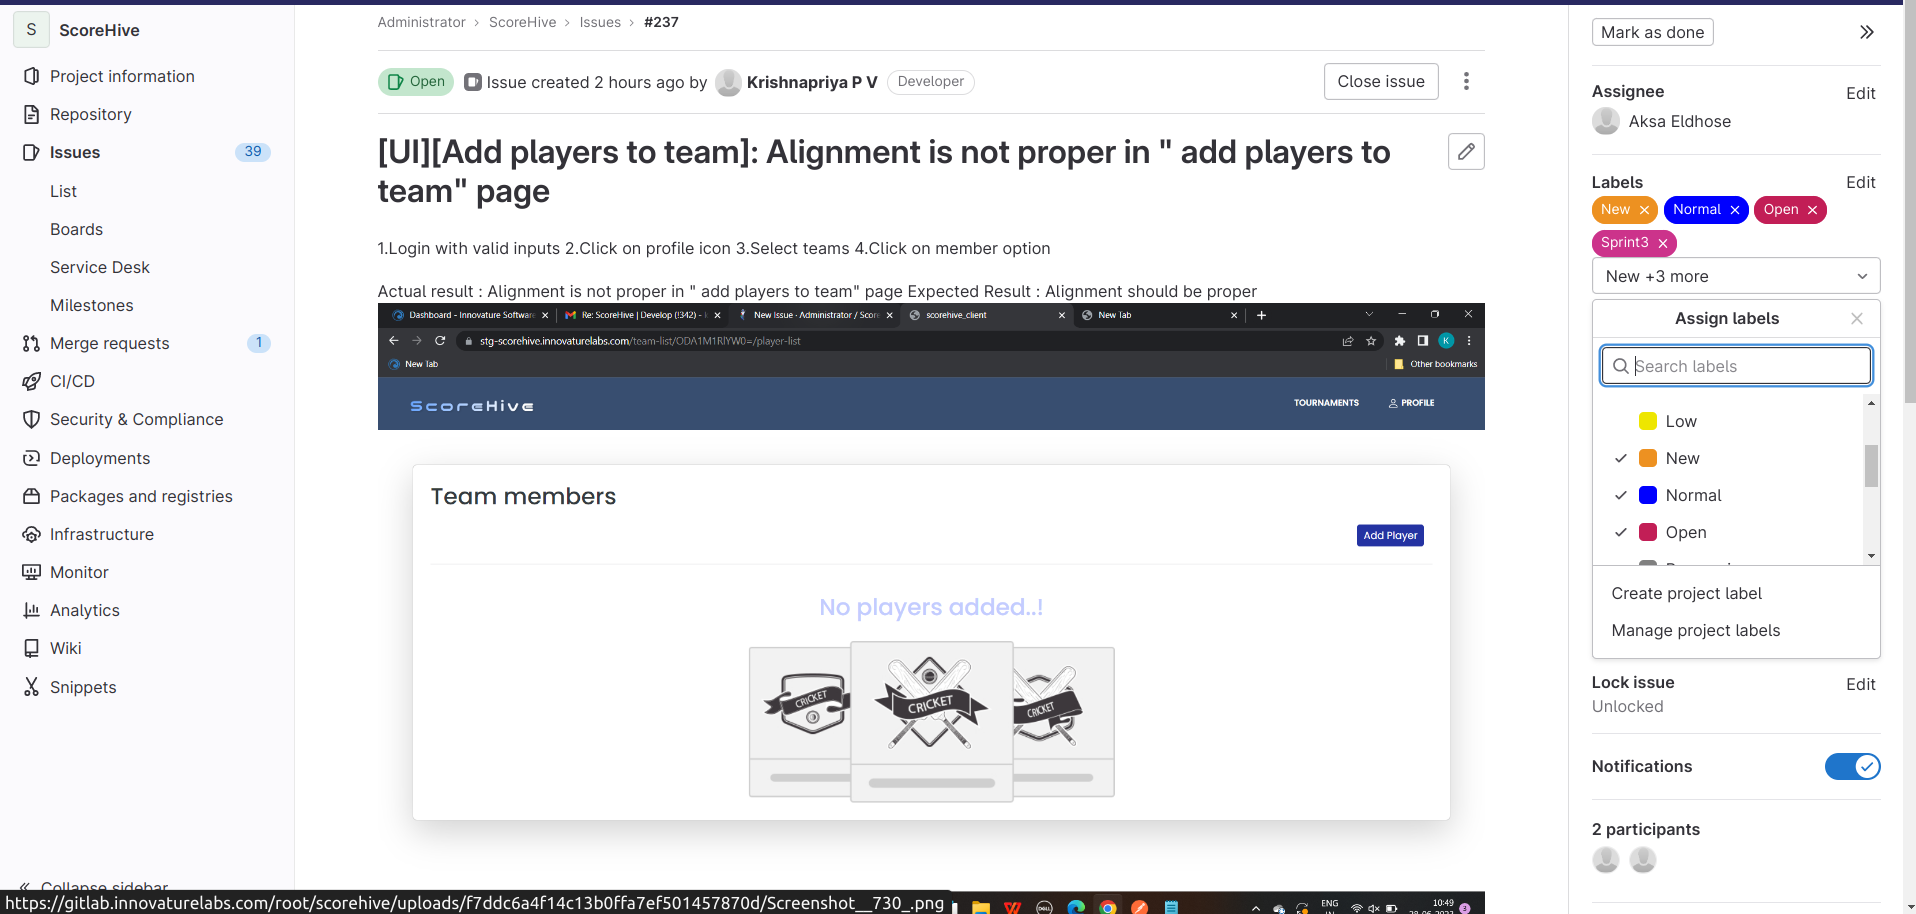 S ScoreHive
Project information
Repository
Issues 39
List
Boards
Service Desk
Milestones
Merge requests 1
CI/CD
Security & Compliance
Deployments
Packages and registries
Infrastructure
Monitor
Analytics
Wiki
Snippets
Collapse sidebar
https://gitlab.innovaturelabs.com/root/scorehive/uploads/f7ddc6a4f14c13b0ffa7ef501457870d/Screenshot__730_.png
Administrator › ScoreHive › Issues › #237
Open Issue created 2 hours ago by Krishnapriya P V Developer
Close issue
[UI][Add players to team]: Alignment is not proper in " add players to
team" page
1.Login with valid inputs 2.Click on profile icon 3.Select teams 4.Click on member option
Actual result : Alignment is not proper in " add players to team" page Expected Result : Alignment should be proper
Dashboard - Innovature Software Re: ScoreHive | Develop (!342) - New Issue · Administrator / Score scorehive_client New Tab
stg-scorehive.innovaturelabs.com/team-list/ODA1M1RlYW0=/player-list K
New Tab Other bookmarks
ScoreHive TOURNAMENTS PROFILE
Team members
Add Player
No players added..!
CRICKET CRICKET CRICKET
DELL ENG 10:49 3
Mark as done
Assignee Edit
Aksa Eldhose
Labels Edit
New Normal Open
Sprint3
New +3 more
Assign labels
Search labels
Low
New
Normal
Open
Create project label
Manage project labels
Lock issue Edit
Unlocked
Notifications
2 participants